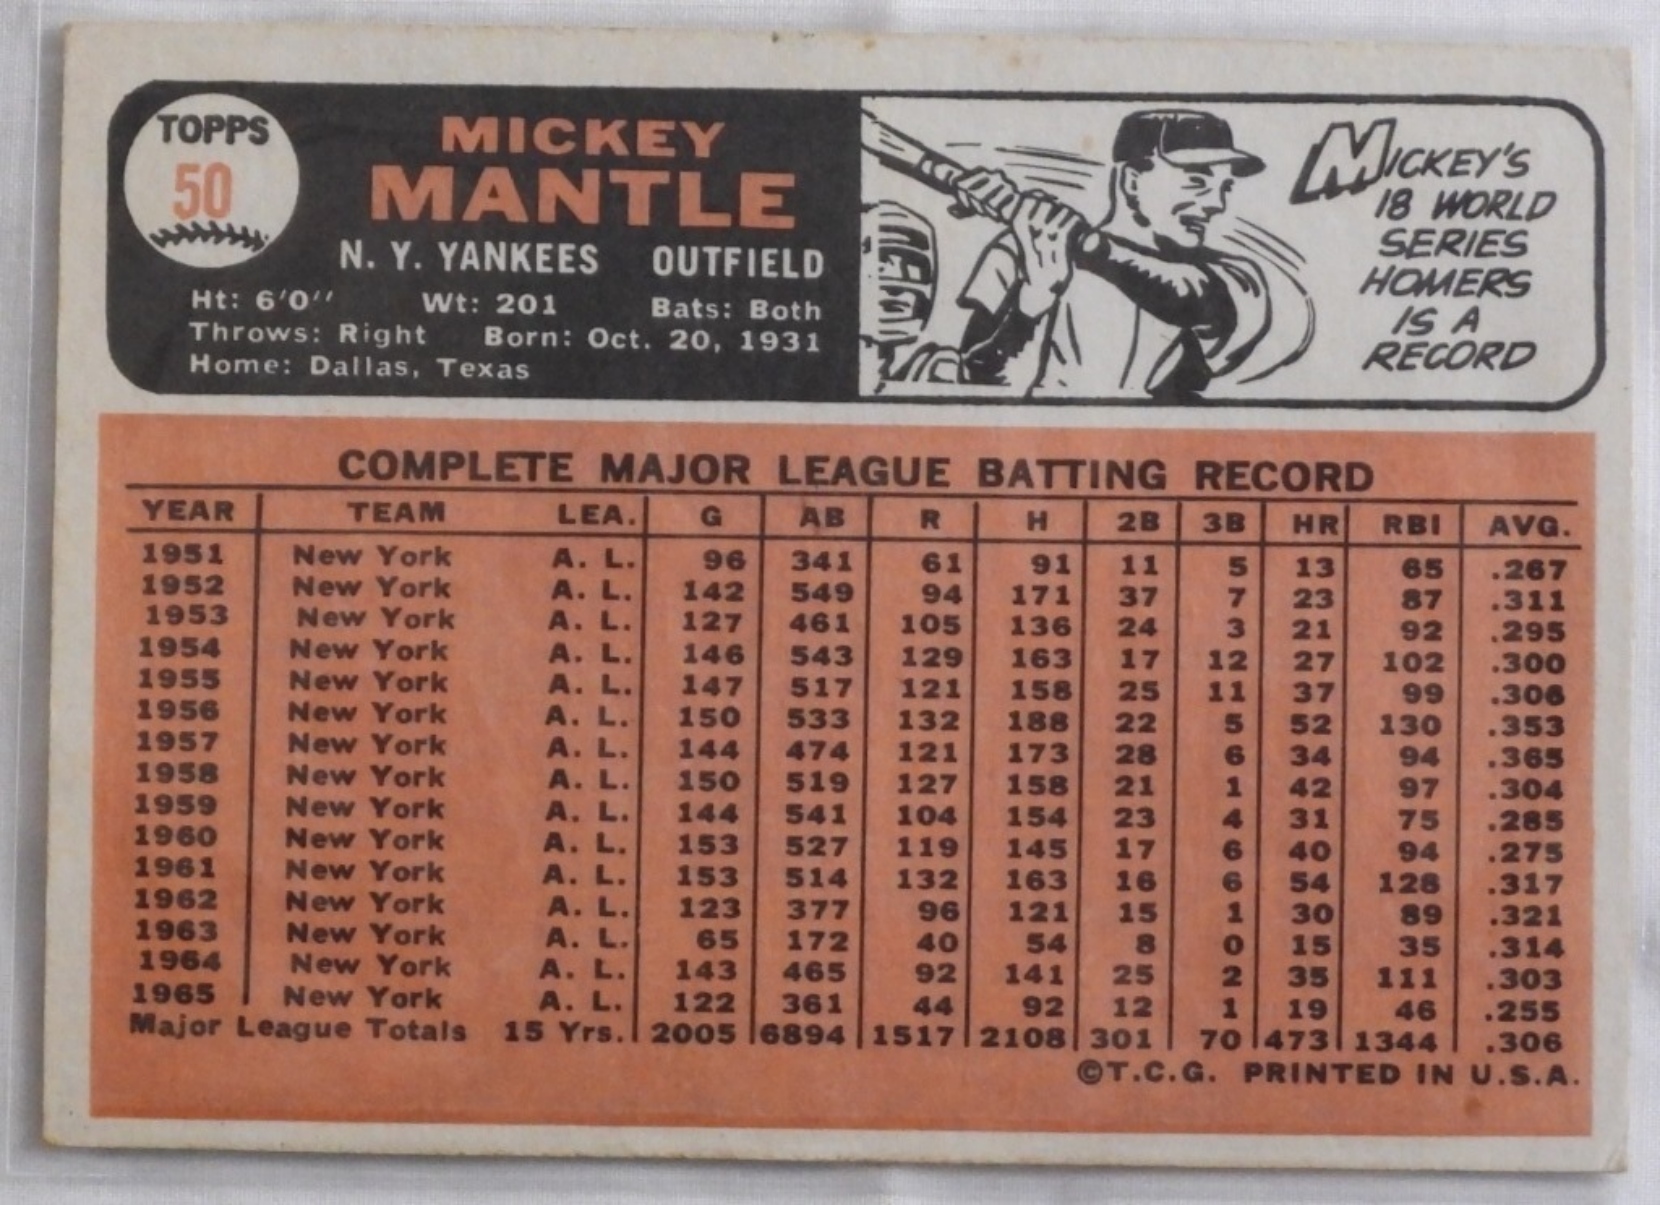 TOPPS
50
MICKEY
MANTLE
N. Y. YANKEES OUTFIELD
Ht: 6'0'' Wt: 201 Bats: Both
Throws: Right Born: Oct. 20, 1931
Home: Dallas, Texas
MICKEY'S
18 WORLD
SERIES
HOMERS
IS A
RECORD
COMPLETE MAJOR LEAGUE BATTING RECORD
YEAR TEAM LEA. G AB R H 2B 3B HR RBI AVG.
1951 New York A. L. 96 341 61 91 11 5 13 65 .267
1952 New York A. L. 142 549 94 171 37 7 23 87 .311
1953 New York A. L. 127 461 105 136 24 3 21 92 .295
1954 New York A. L. 146 543 129 163 17 12 27 102 .300
1955 New York A. L. 147 517 121 158 25 11 37 99 .306
1956 New York A. L. 150 533 132 188 22 5 52 130 .353
1957 New York A. L. 144 474 121 173 28 6 34 94 .365
1958 New York A. L. 150 519 127 158 21 1 42 97 .304
1959 New York A. L. 144 541 104 154 23 4 31 75 .285
1960 New York A. L. 153 527 119 145 17 6 40 94 .275
1961 New York A. L. 153 514 132 163 16 6 54 128 .317
1962 New York A. L. 123 377 96 121 15 1 30 89 .321
1963 New York A. L. 65 172 40 54 8 0 15 35 .314
1964 New York A. L. 143 465 92 141 25 2 35 111 .303
1965 New York A. L. 122 361 44 92 12 1 19 46 .255
Major League Totals 15 Yrs. 2005 6894 1517 2108 301 70 473 1344 .306
©T.C.G. PRINTED IN U.S.A.